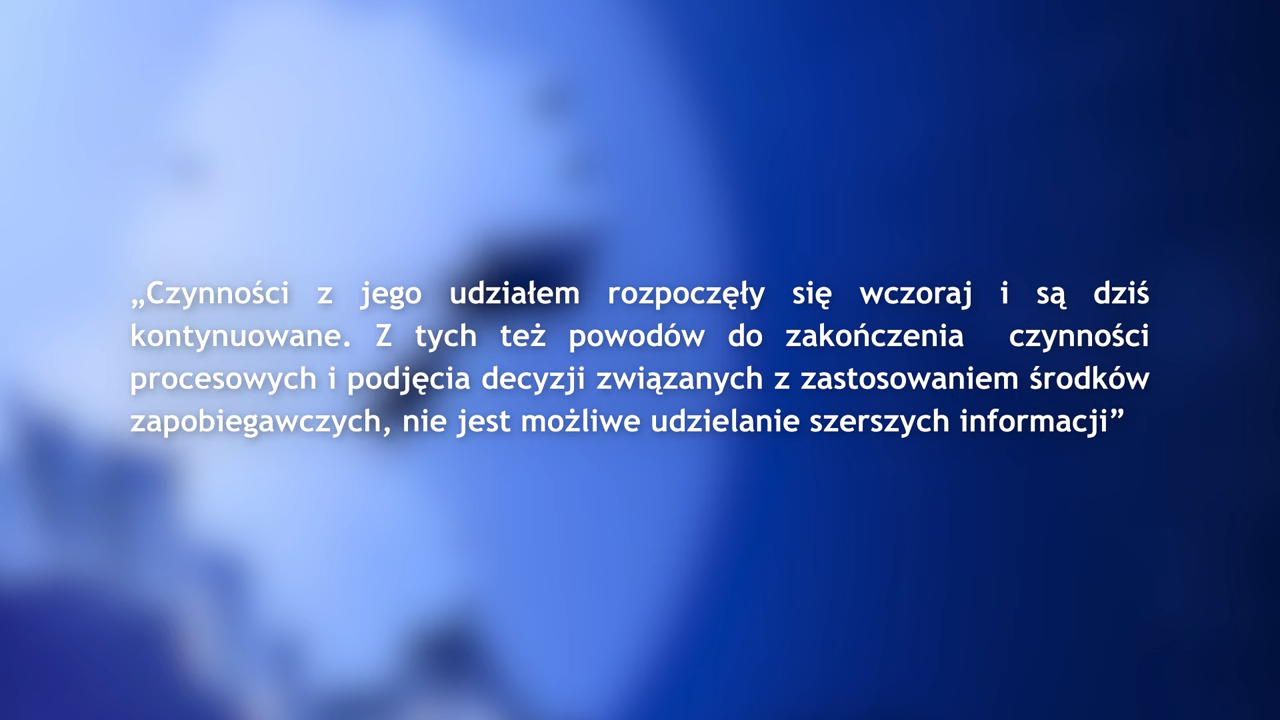 „Czynności z jego udziałem rozpoczęły się wczoraj i są dziś
kontynuowane. Z tych też powodów do zakończenia czynności
procesowych i podjęcia decyzji związanych z zastosowaniem środków
zapobiegawczych, nie jest możliwe udzielanie szerszych informacji”